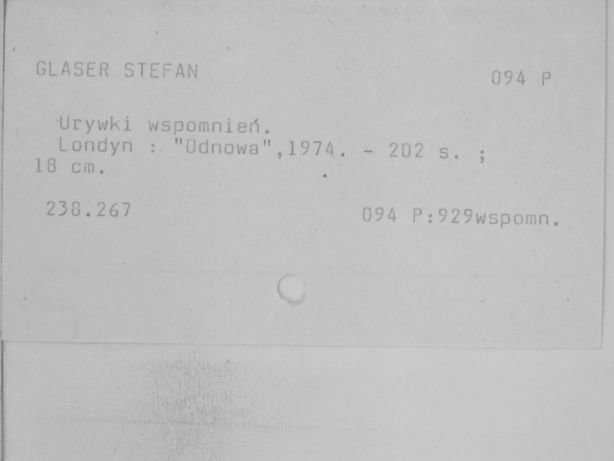 GLASER STEFAN 094 P
Urywki wspomnień.
Londyn : "Odnowa",1974. - 202 s. ;
18 cm.
238.267 094 P:929wspomn.